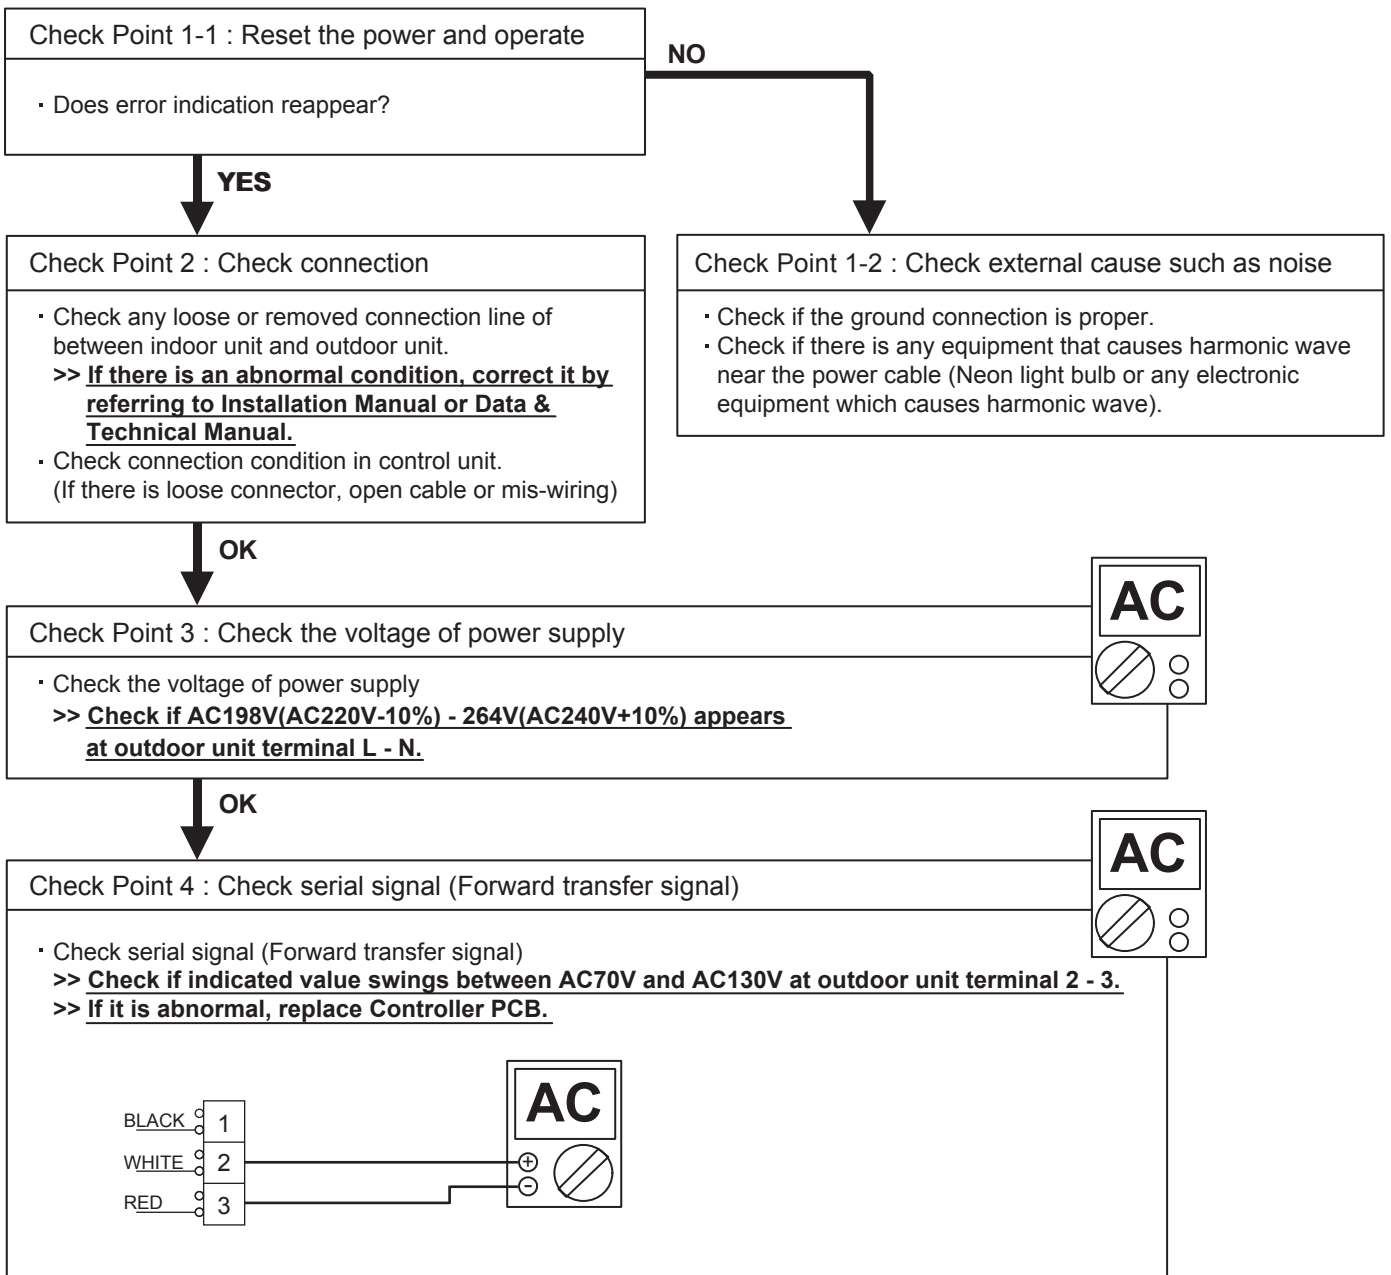 Check Point 1-1 : Reset the power and operate
· Does error indication reappear?
NO
YES
Check Point 2 : Check connection
· Check any loose or removed connection line of
between indoor unit and outdoor unit.
>> If there is an abnormal condition, correct it by
referring to Installation Manual or Data &
Technical Manual.
· Check connection condition in control unit.
(If there is loose connector, open cable or mis-wiring)
Check Point 1-2 : Check external cause such as noise
· Check if the ground connection is proper.
· Check if there is any equipment that causes harmonic wave
near the power cable (Neon light bulb or any electronic
equipment which causes harmonic wave).
OK
Check Point 3 : Check the voltage of power supply
AC
· Check the voltage of power supply
>> Check if AC198V(AC220V-10%) - 264V(AC240V+10%) appears
at outdoor unit terminal L - N.
OK
Check Point 4 : Check serial signal (Forward transfer signal)
AC
· Check serial signal (Forward transfer signal)
>> Check if indicated value swings between AC70V and AC130V at outdoor unit terminal 2 - 3.
>> If it is abnormal, replace Controller PCB.
AC
BLACK 1
WHITE 2 +
RED 3 -